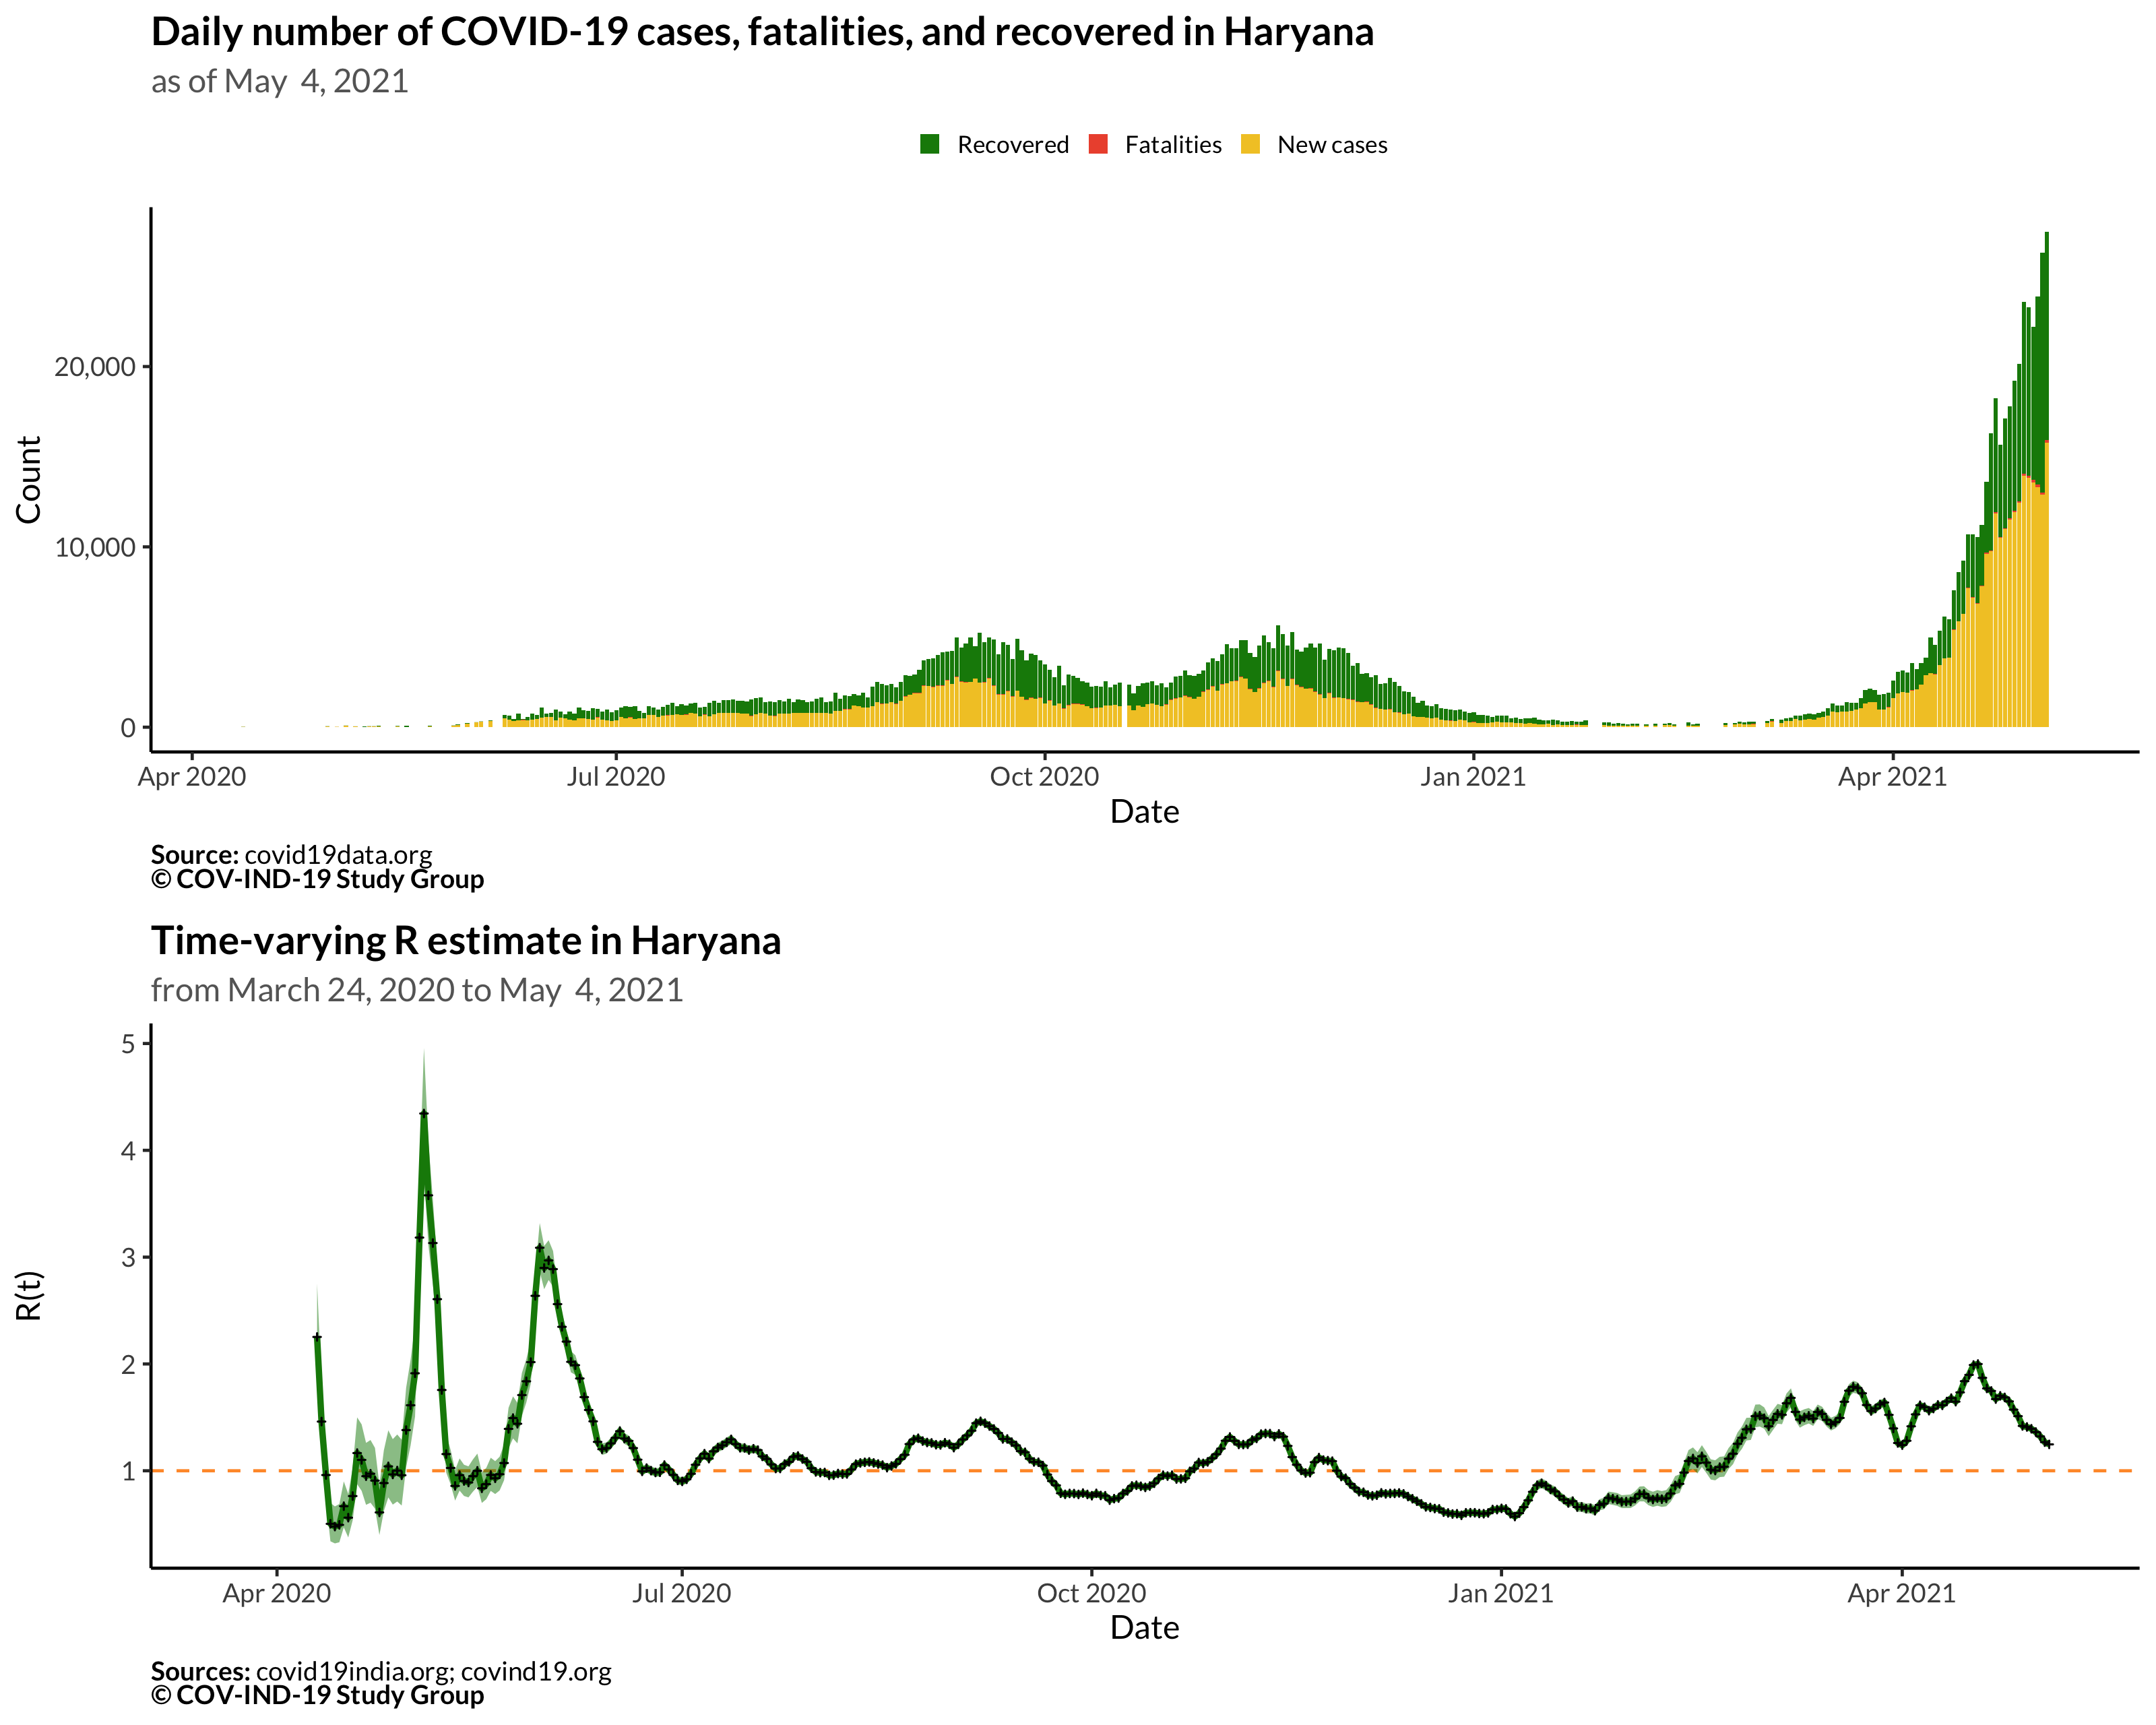 Daily number of COVID-19 cases, fatalities, and recovered in Haryana
as of May  4, 2021
Recovered Fatalities New cases
Count
20,000
10,000
0
Apr 2020 Jul 2020 Oct 2020 Jan 2021 Apr 2021
Date
Source: covid19data.org
© COV-IND-19 Study Group
Time-varying R estimate in Haryana
from March 24, 2020 to May  4, 2021
R(t)
5
4
3
2
1
Apr 2020 Jul 2020 Oct 2020 Jan 2021 Apr 2021
Date
Sources: covid19india.org; covind19.org
© COV-IND-19 Study Group